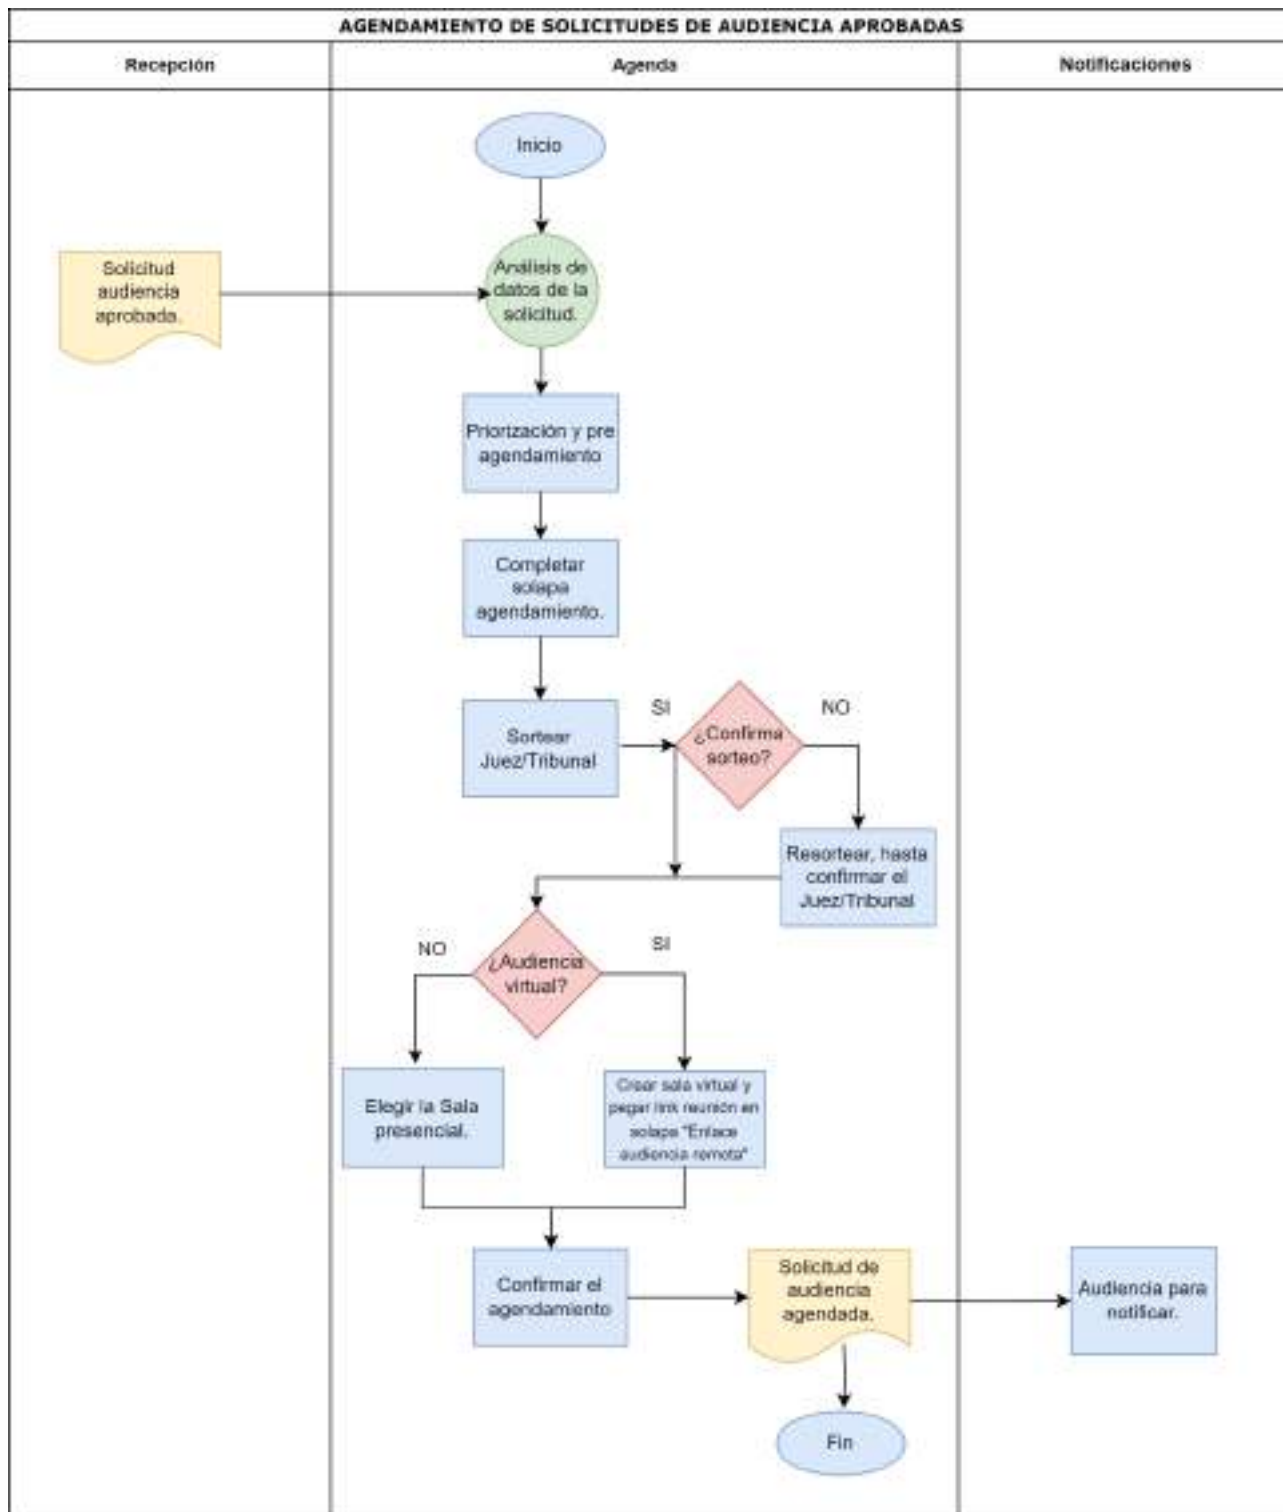 AGENDAMIENTO DE SOLICITUDES DE AUDIENCIA APROBADAS
Recepción
Agenda
Notificaciones
Inicio
Solicitud
audiencia
aprobada.
Análisis de
datos de la
solicitud.
Priorización y pre
agendamiento
Completar
solapa
agendamiento.
Sortear
Juez/Tribunal
SI
¿Confirma
sorteo?
NO
Resortear, hasta
confirmar el
Juez/Tribunal
NO
¿Audiencia
virtual?
SI
Elegir la Sala
presencial.
Crear sala virtual y
pegar link reunión en
solapa "Enlace
audiencia remota"
Confirmar el
agendamiento
Solicitud de
audiencia
agendada.
Audiencia para
notificar.
Fin